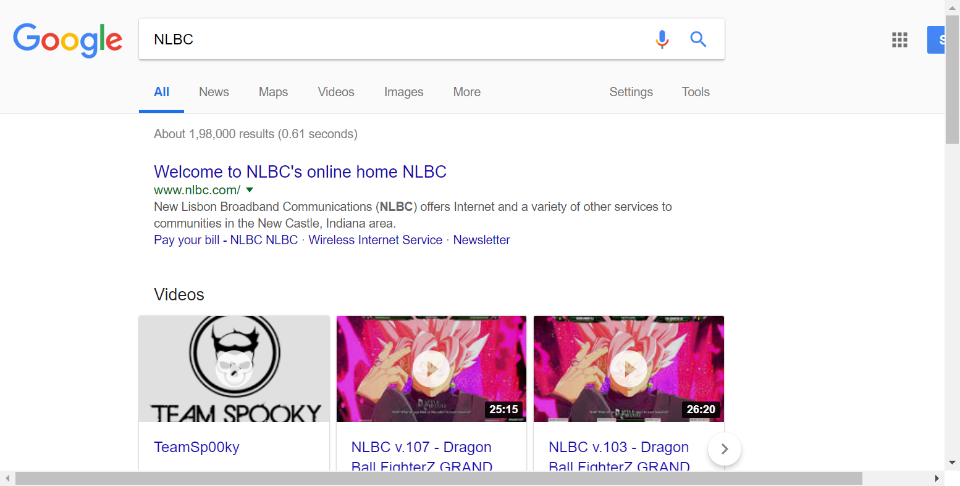 Google
NLBC
S
All News Maps Videos Images More Settings Tools
About 1,98,000 results (0.61 seconds)
Welcome to NLBC's online home NLBC
www.nlbc.com/
New Lisbon Broadband Communications (NLBC) offers Internet and a variety of other services to
communities in the New Castle, Indiana area.
Pay your bill - NLBC NLBC · Wireless Internet Service · Newsletter
Videos
TEAM SPOOKY
25:15
26:20
TeamSp00ky
NLBC v.107 - Dragon
Ball FighterZ GRAND
NLBC v.103 - Dragon
Ball FighterZ GRAND